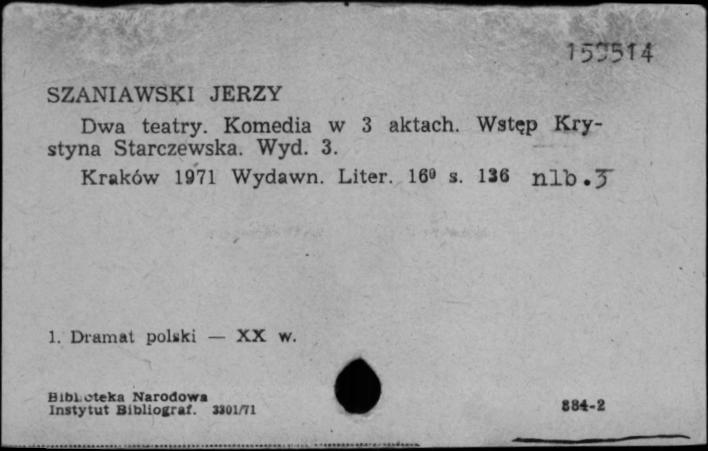 159514
SZANIAWSKI JERZY
Dwa teatry. Komedia w 3 aktach. Wstęp Kry-
styna Starczewska. Wyd. 3.
Kraków 1971 Wydawn. Liter. 16⁰ s. 136 nlb.3
1. Dramat polski — XX w.
Biblioteka Narodowa
Instytut Bibliograf. 3301/71
884-2